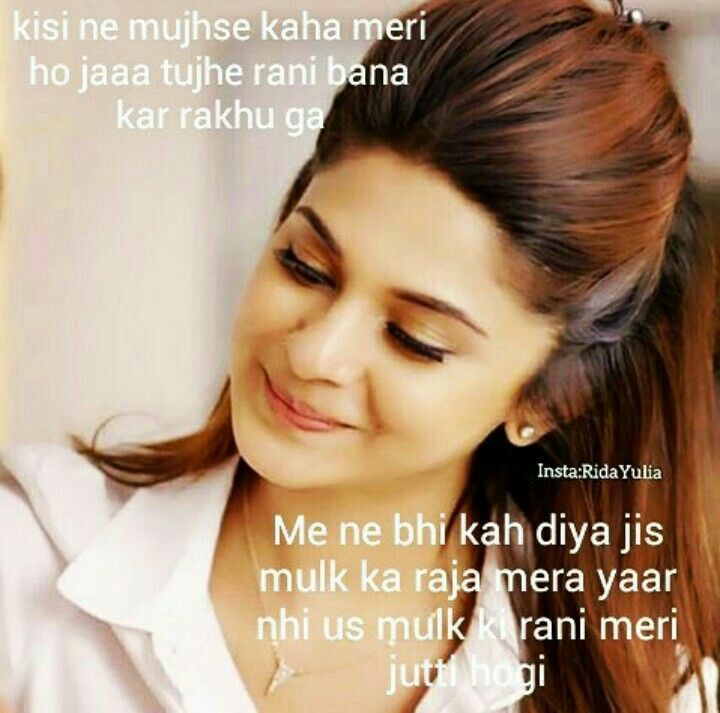 kisi ne mujhse kaha meri
ho jaaa tujhe rani bana
kar rakhu ga
Insta:RidaYulia
Me ne bhi kah diya jis
mulk ka raja mera yaar
nhi us mulk ki rani meri
jutti hogi